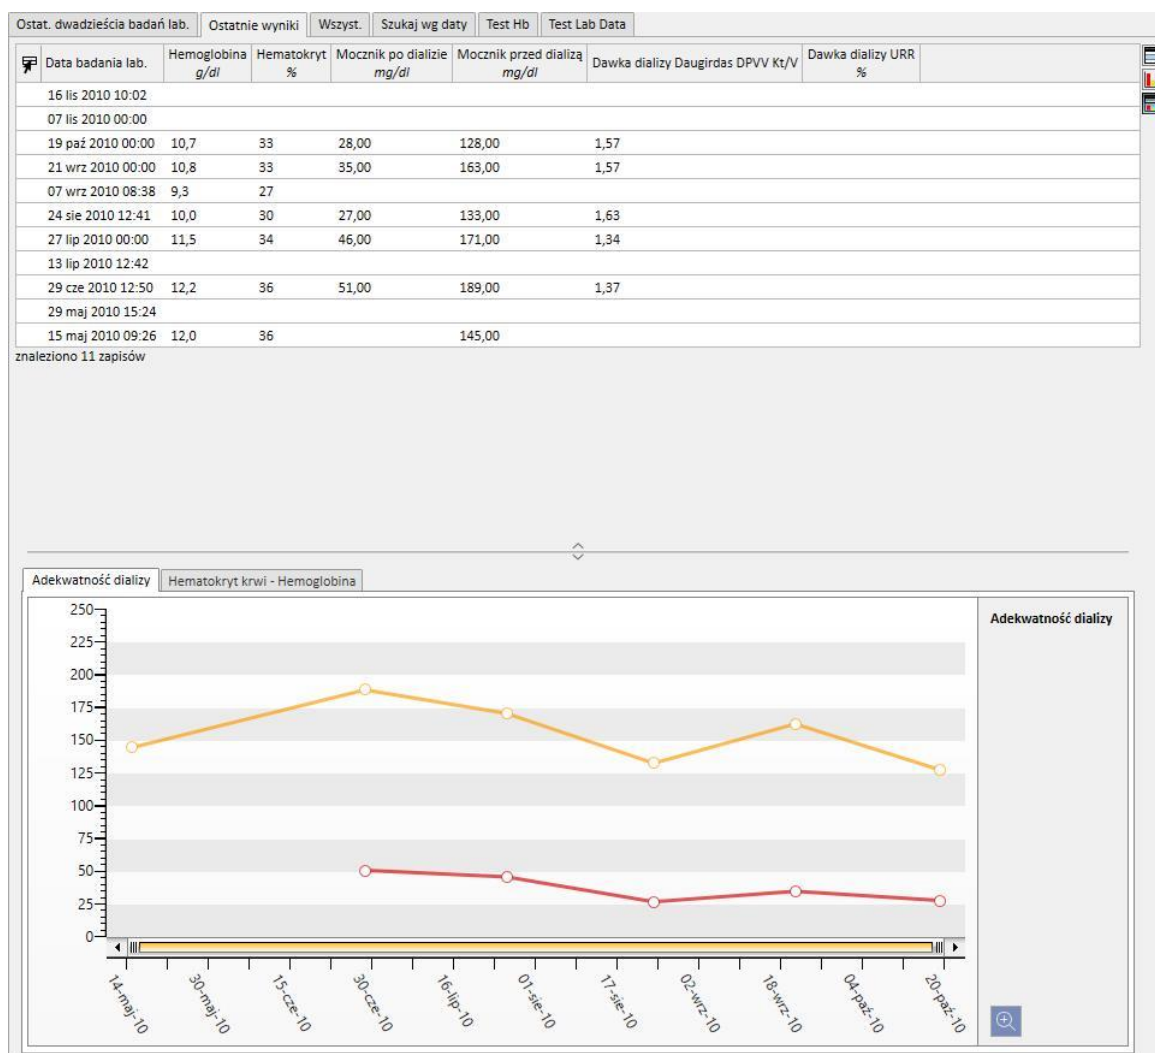 Ostat. dwadzieścia badań lab. Ostatnie wyniki Wszyst. Szukaj wg daty Test Hb Test Lab Data
Data badania lab. Hemoglobina g/dl Hematokryt % Mocznik po dializie mg/dl Mocznik przed dializą mg/dl Dawka dializy Daugirdas DPVV Kt/V Dawka dializy URR %
16 lis 2010 10:02
07 lis 2010 00:00
19 paź 2010 00:00 10,7 33 28,00 128,00 1,57
21 wrz 2010 00:00 10,8 33 35,00 163,00 1,57
07 wrz 2010 08:38 9,3 27
24 sie 2010 12:41 10,0 30 27,00 133,00 1,63
27 lip 2010 00:00 11,5 34 46,00 171,00 1,34
13 lip 2010 12:42
29 cze 2010 12:50 12,2 36 51,00 189,00 1,37
29 maj 2010 15:24
15 maj 2010 09:26 12,0 36 145,00
znaleziono 11 zapisów
Adekwatność dializy Hematokryt krwi - Hemoglobina
Adekwatność dializy
250
225
200
175
150
125
100
75
50
25
0
14-maj-10 30-maj-10 15-cze-10 30-cze-10 16-lip-10 01-sie-10 17-sie-10 02-wrz-10 18-wrz-10 04-paź-10 20-paź-10